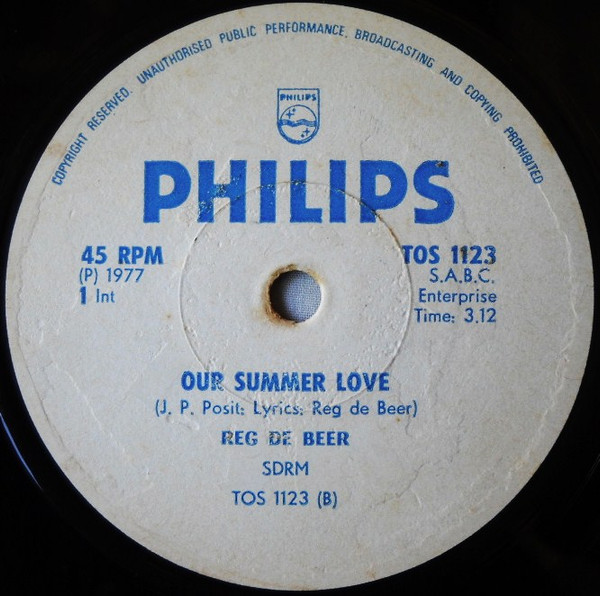 COPYRIGHT RESERVED. UNAUTHORISED PUBLIC PERFORMANCE, BROADCASTING AND COPYING PROHIBITED
PHILIPS
PHILIPS
45 RPM
(P) 1977
1 Int
TOS 1123
S.A.B.C.
Enterprise
Time: 3.12
OUR SUMMER LOVE
(J. P. Posit; Lyrics: Reg de Beer)
REG DE BEER
SDRM
TOS 1123 (B)